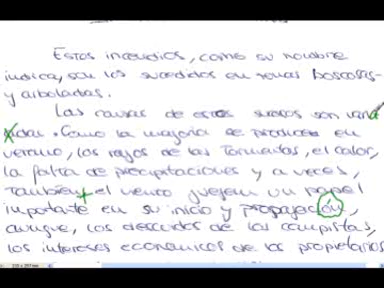 Estos incendios, como su nombre
indica, son los sucedidos en zonas boscosas
y arboladas.
Las causas de estos sucesos son varia
das. Como la mayoría se producen en
verano, los rayos de las tormentas, el calor,
la falta de precipitaciones y a veces,
también el viento juegan un papel
importante en su inicio y propagación,
aunque, los descuidos de los campistas,
los intereses económicos de los propietarios